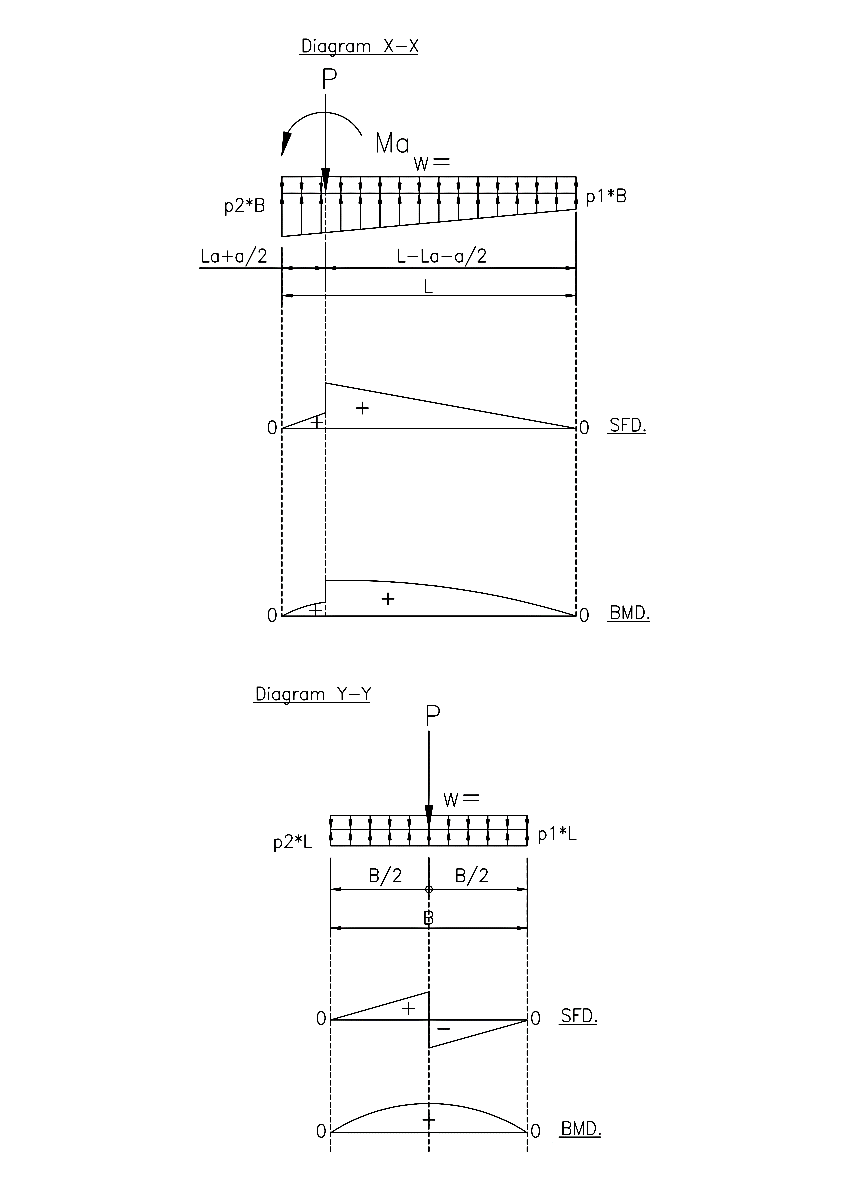 Diagram X-X
P
Ma
w=
p2*B
p1*B
La+a/2
L-La-a/2
L
+
+
0
0
SFD.
+
+
0
0
BMD.
Diagram Y-Y
P
w=
p2*L
p1*L
B/2
B/2
B
+
-
0
0
SFD.
+
0
0
BMD.